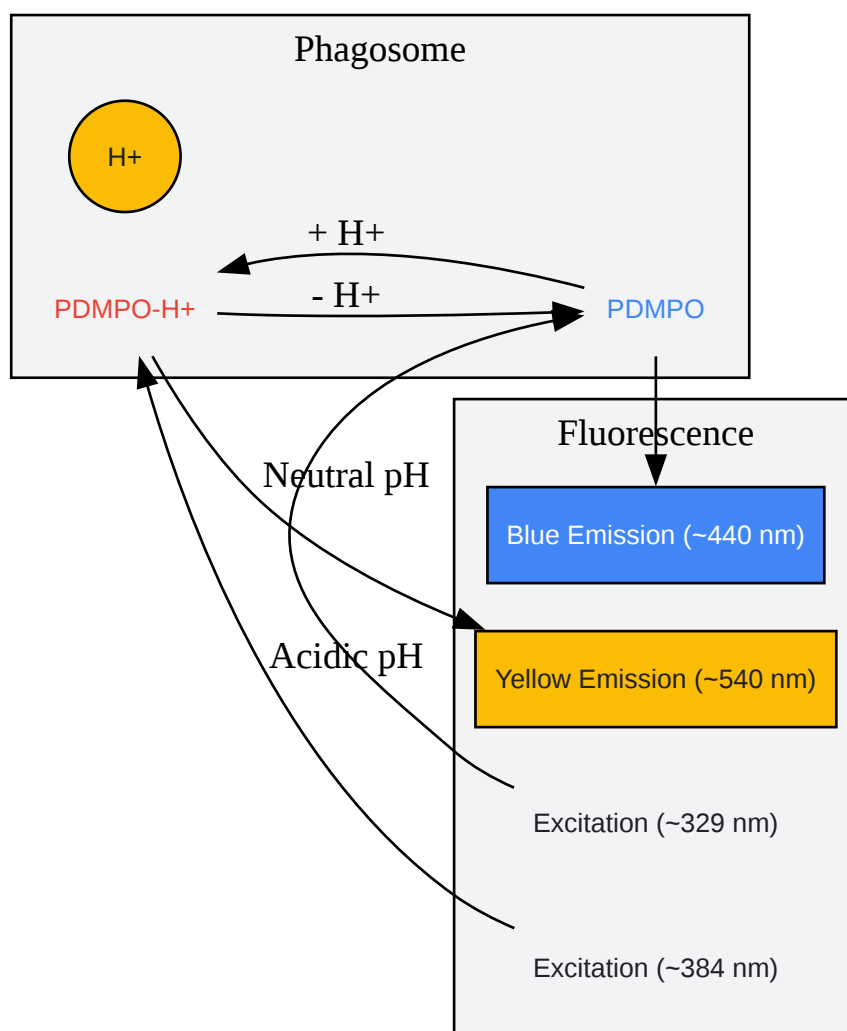 Phagosome
H+
+ H+
- H+
PDMPO-H+
PDMPO
Fluorescence
Neutral pH
Blue Emission (~440 nm)
Acidic pH
Yellow Emission (~540 nm)
Excitation (~329 nm)
Excitation (~384 nm)